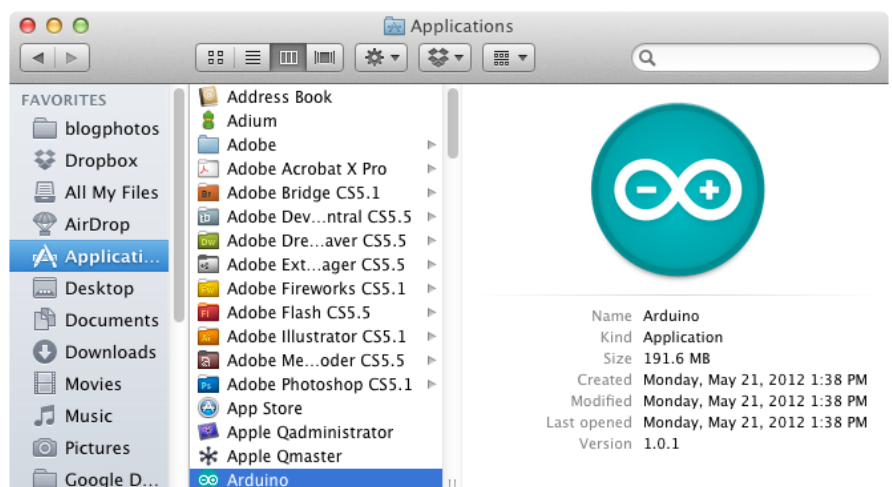 Applications
FAVORITES
blogphotos
Dropbox
All My Files
AirDrop
Applicati...
Desktop
Documents
Downloads
Movies
Music
Pictures
Google D...
Address Book
Adium
Adobe
Adobe Acrobat X Pro
Adobe Bridge CS5.1
Adobe Dev...ntral CS5.5
Adobe Dre...aver CS5.5
Adobe Ext...ager CS5.5
Adobe Fireworks CS5.1
Adobe Flash CS5.5
Adobe Illustrator CS5.1
Adobe Me...oder CS5.5
Adobe Photoshop CS5.1
App Store
Apple Qadministrator
Apple Qmaster
Arduino
Name Arduino
Kind Application
Size 191.6 MB
Created Monday, May 21, 2012 1:38 PM
Modified Monday, May 21, 2012 1:38 PM
Last opened Monday, May 21, 2012 1:38 PM
Version 1.0.1